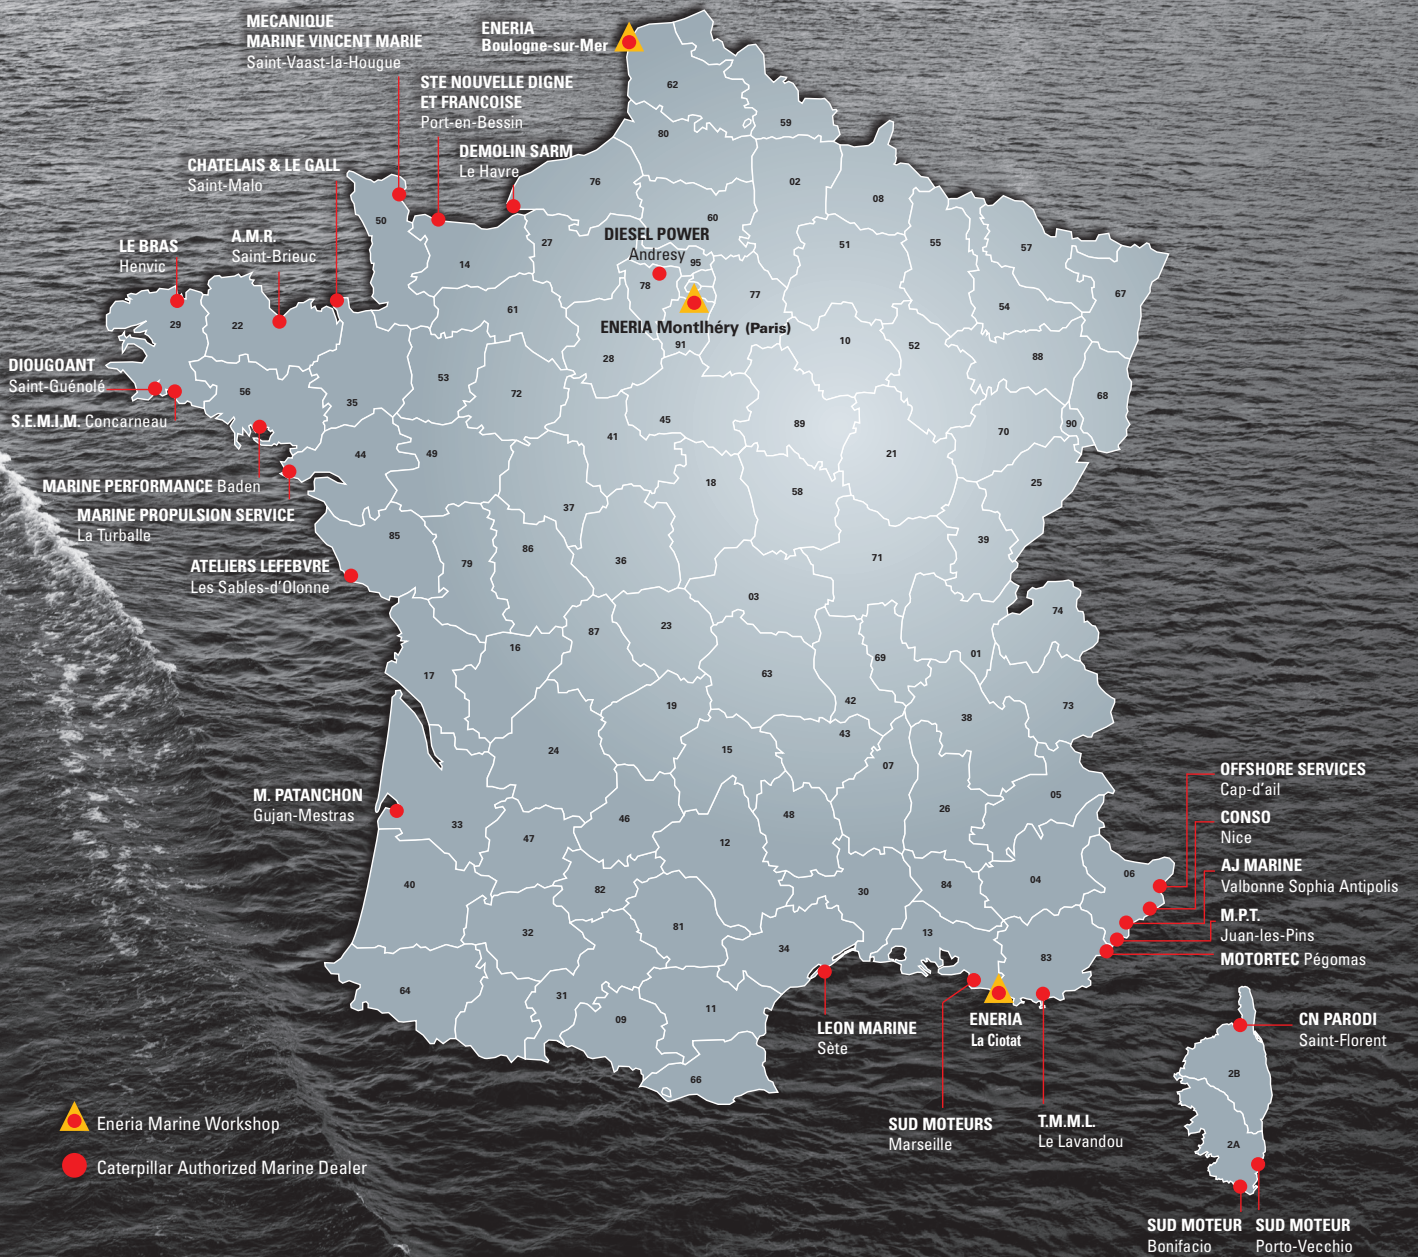 MECANIQUE
MARINE VINCENT MARIE
Saint-Vaast-la-Hougue
ENERIA
Boulogne-sur-Mer
STE NOUVELLE DIGNE
ET FRANCOISE
Port-en-Bessin
DEMOLIN SARM
Le Havre
CHATELAIS & LE GALL
Saint-Malo
A.M.R.
Saint-Brieuc
LE BRAS
Henvic
DIESEL POWER
Andresy
ENERIA Montlhéry (Paris)
DIOUGOANT
Saint-Guénolé
S.E.M.I.M. Concarneau
MARINE PERFORMANCE Baden
MARINE PROPULSION SERVICE
La Turballe
ATELIERS LEFEBVRE
Les Sables-d'Olonne
M. PATANCHON
Gujan-Mestras
OFFSHORE SERVICES
Cap-d'ail
CONSO
Nice
AJ MARINE
Valbonne Sophia Antipolis
M.P.T.
Juan-les-Pins
MOTORTEC Pégomas
LEON MARINE
Sète
ENERIA
La Ciotat
SUD MOTEURS
Marseille
T.M.M.L.
Le Lavandou
CN PARODI
Saint-Florent
SUD MOTEUR
Bonifacio
SUD MOTEUR
Porto-Vecchio
Eneria Marine Workshop
Caterpillar Authorized Marine Dealer
62
59
80
76
02
08
60
50
27
14
95
51
55
57
67
78
77
54
61
29
22
91
10
52
88
28
53
72
56
35
68
45
89
70
90
41
21
44
49
18
58
25
37
85
86
79
36
71
39
03
74
23
87
16
69
01
63
17
42
19
73
38
43
24
15
07
05
26
48
46
33
47
12
06
04
40
82
30
84
81
32
13
34
83
64
31
11
09
66
2B
2A